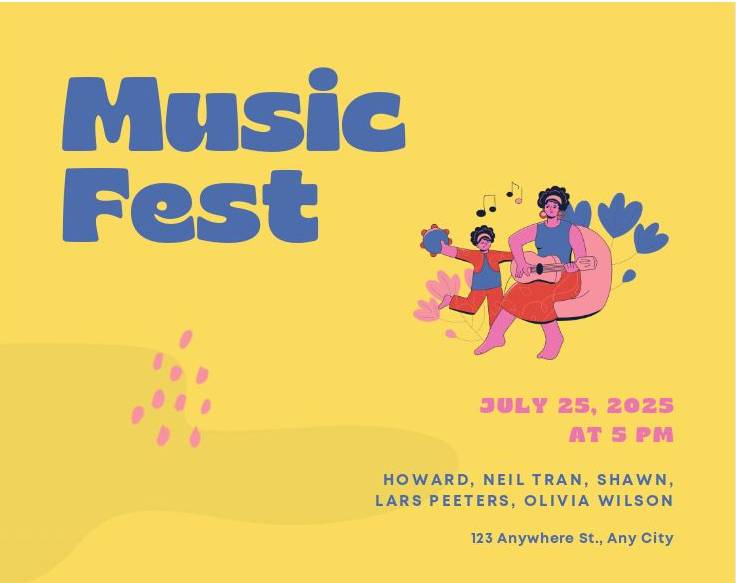 Music
Fest
JULY 25, 2025
AT 5 PM
HOWARD, NEIL TRAN, SHAWN,
LARS PEETERS, OLIVIA WILSON
123 Anywhere St., Any City